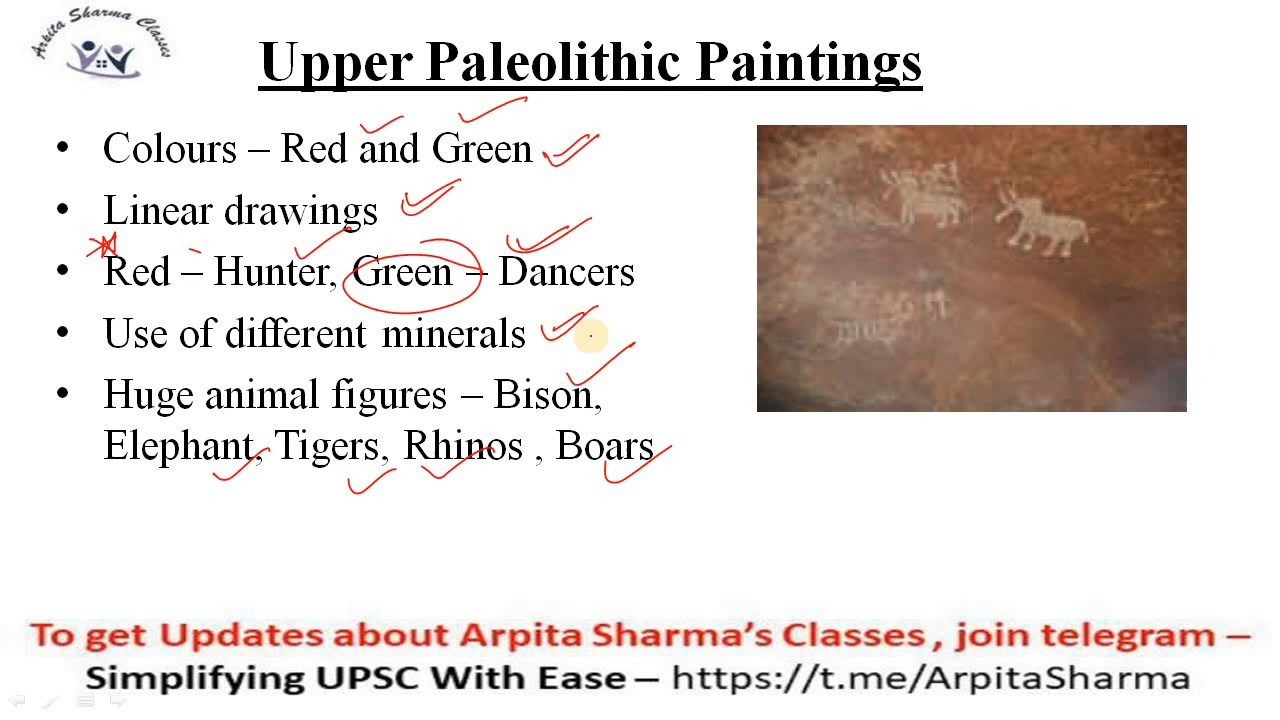 Arpita Sharma Classes
Upper Paleolithic Paintings
• Colours – Red and Green
• Linear drawings
• Red – Hunter, Green – Dancers
• Use of different minerals
• Huge animal figures – Bison,
Elephant, Tigers, Rhinos , Boars
To get Updates about Arpita Sharma’s Classes , join telegram –
Simplifying UPSC With Ease – https://t.me/ArpitaSharma